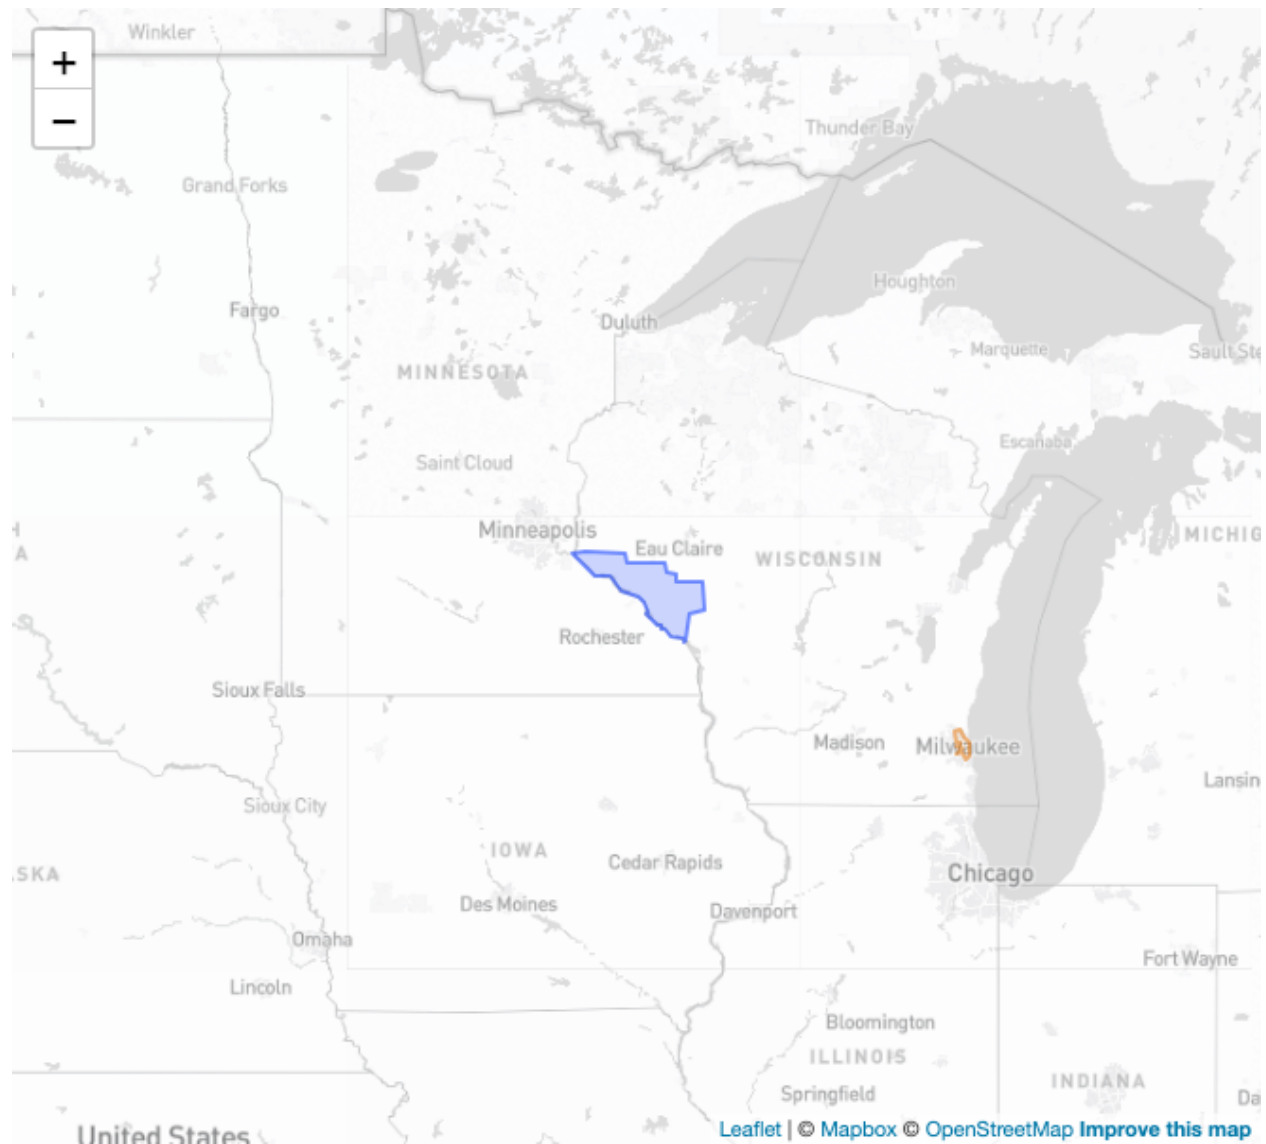 Winkler
+
−
Thunder Bay
Grand Forks
Houghton
Fargo
Duluth
Marquette
Sault Ste
MINNESOTA
Escanaba
Saint Cloud
Minneapolis
H
A
MICHIG
Eau Claire
WISCONSIN
Rochester
Sioux Falls
Madison
Milwaukee
Lansin
Sioux City
IOWA
Cedar Rapids
SKA
Chicago
Des Moines
Davenport
Omaha
Fort Wayne
Lincoln
Bloomington
ILLINOIS
INDIANA
Springfield
Da
United States
Leaflet | © Mapbox © OpenStreetMap Improve this map